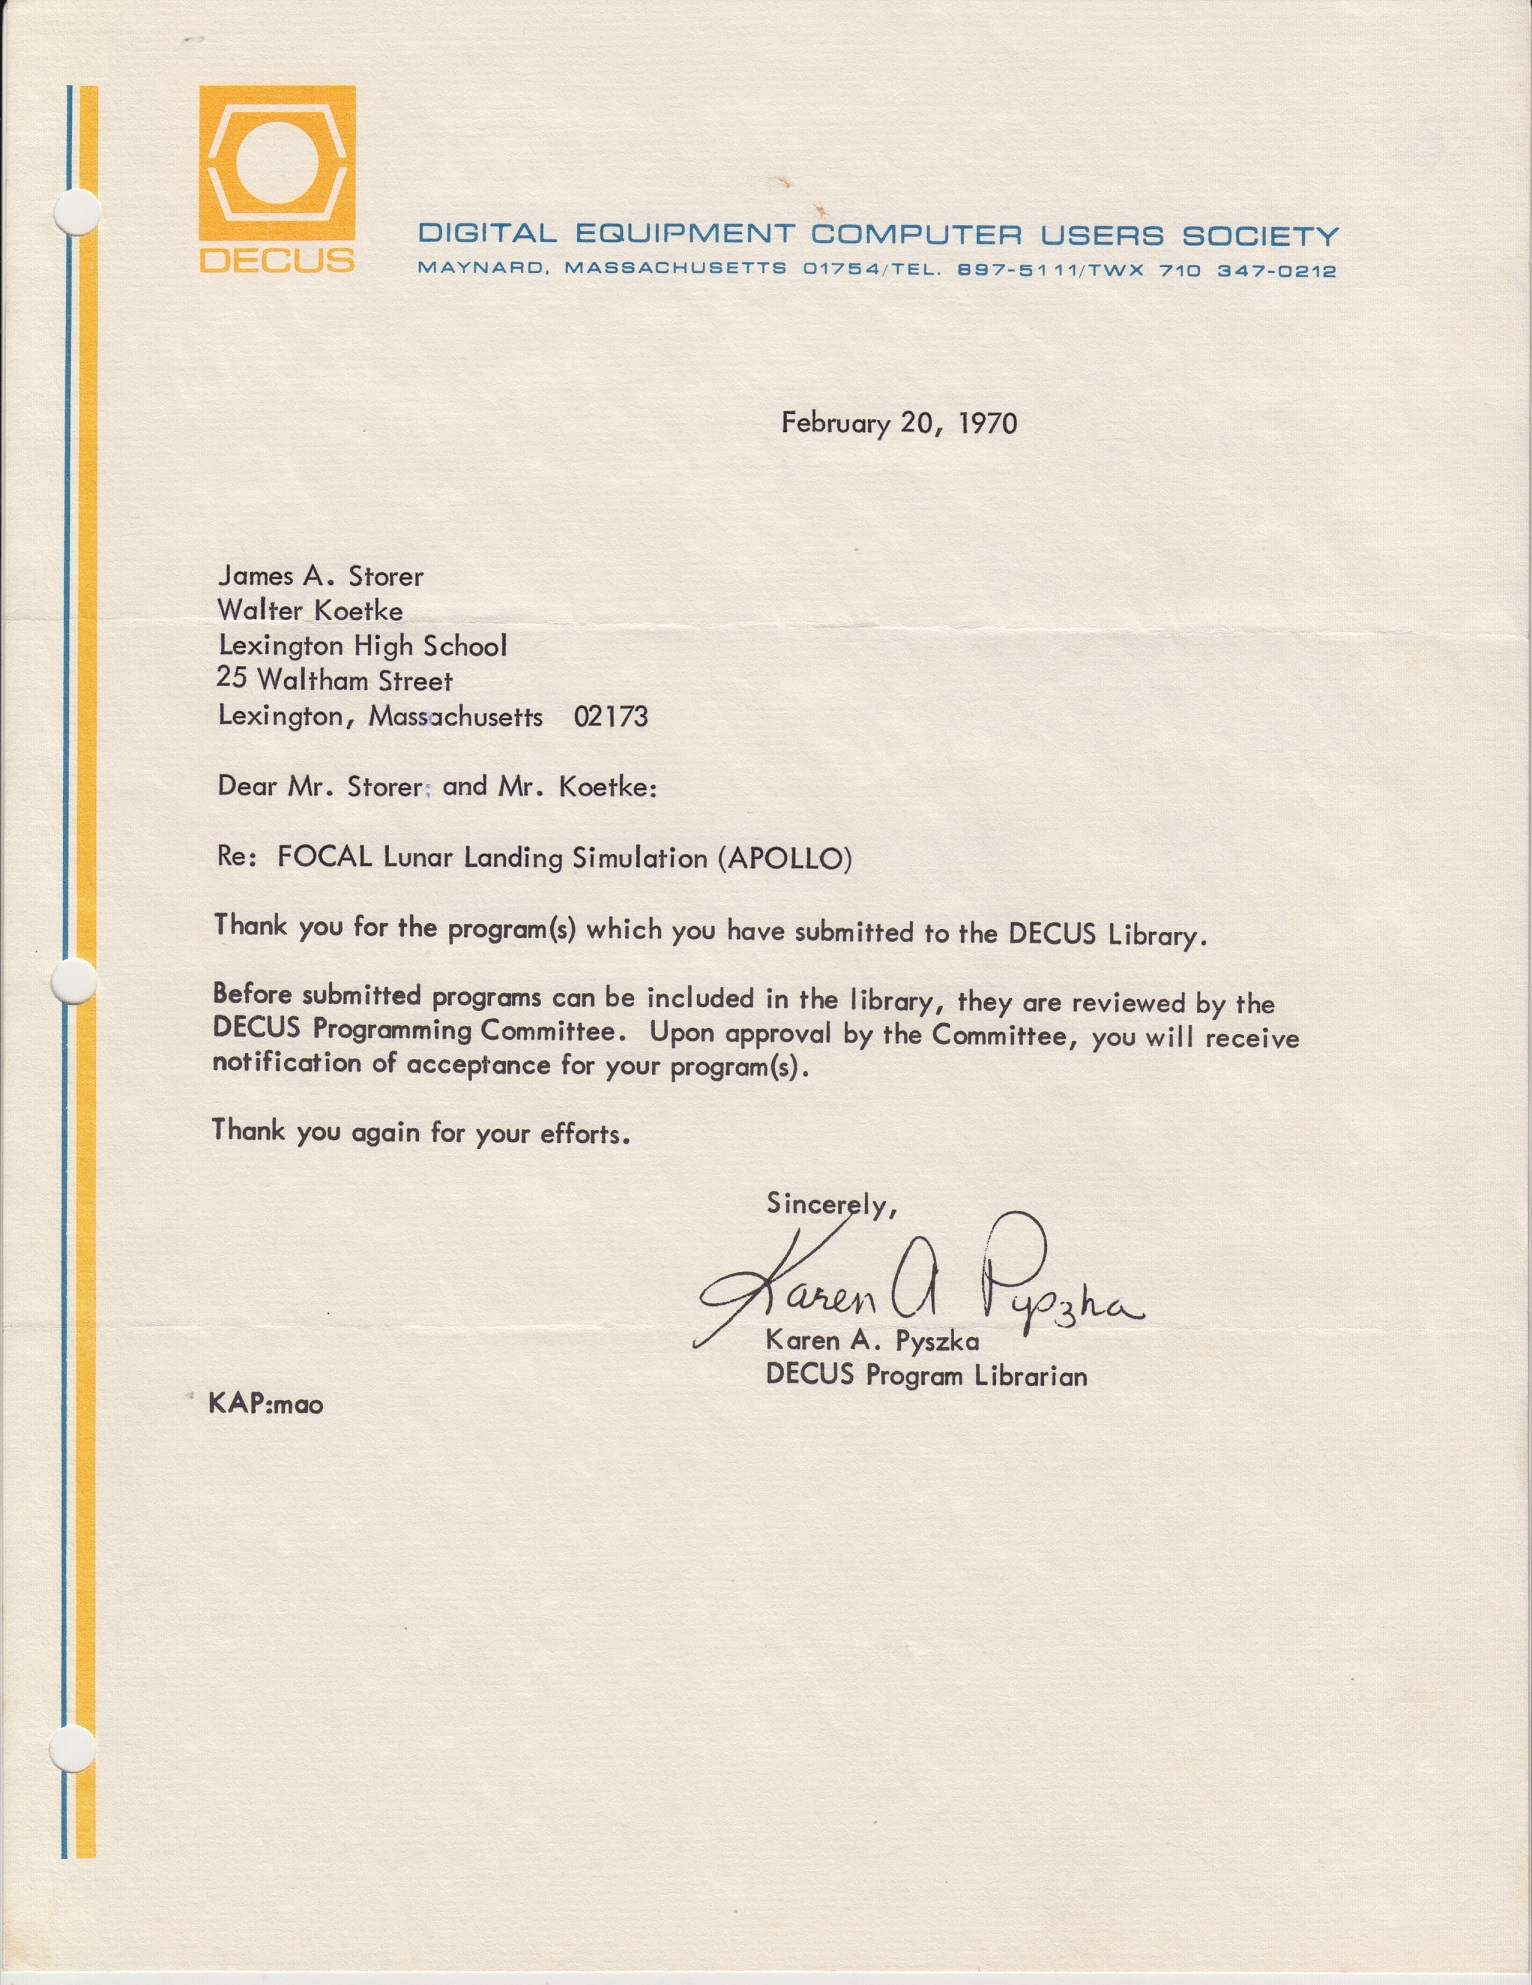 DECUS
DIGITAL EQUIPMENT COMPUTER USERS SOCIETY
MAYNARD, MASSACHUSETTS 01754/TEL. 897-5111/TWX 710 347-0212
February 20, 1970
James A. Storer
Walter Koetke
Lexington High School
25 Waltham Street
Lexington, Massachusetts 02173
Dear Mr. Storer and Mr. Koetke:
Re: FOCAL Lunar Landing Simulation (APOLLO)
Thank you for the program(s) which you have submitted to the DECUS Library.
Before submitted programs can be included in the library, they are reviewed by the
DECUS Programming Committee. Upon approval by the Committee, you will receive
notification of acceptance for your program(s).
Thank you again for your efforts.
Sincerely,
Karen A Pyszka
Karen A. Pyszka
DECUS Program Librarian
KAP:mao